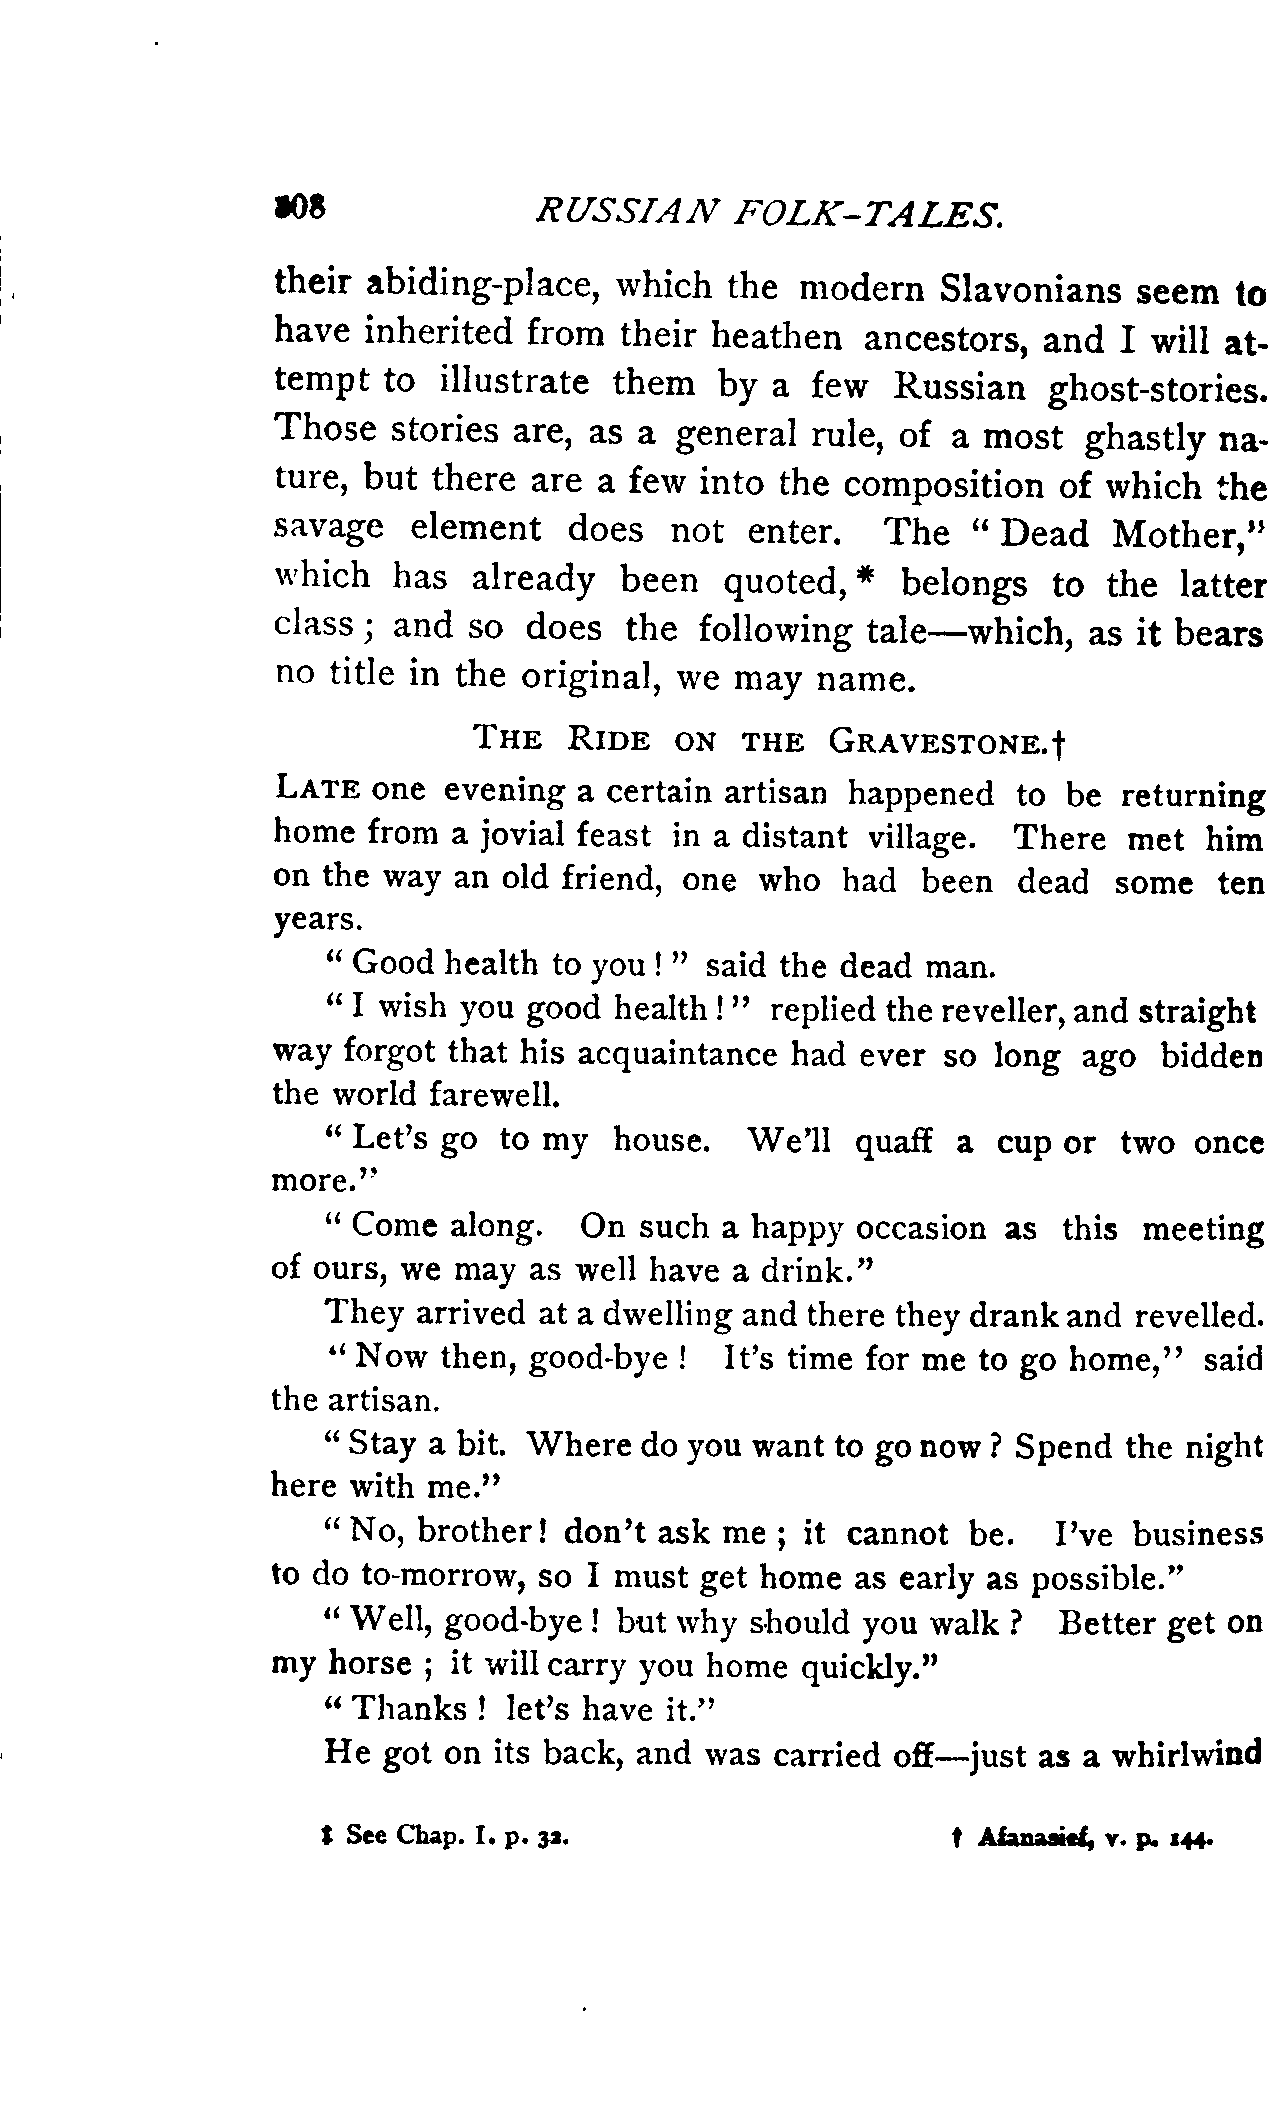 308 RUSSIAN FOLK-TALES.
their abiding-place, which the modern Slavonians seem to
have inherited from their heathen ancestors, and I will at-
tempt to illustrate them by a few Russian ghost-stories.
Those stories are, as a general rule, of a most ghastly na-
ture, but there are a few into the composition of which the
savage element does not enter. The "Dead Mother,"
which has already been quoted,* belongs to the latter
class; and so does the following tale—which, as it bears
no title in the original, we may name.
THE RIDE ON THE GRAVESTONE.†
LATE one evening a certain artisan happened to be returning
home from a jovial feast in a distant village. There met him
on the way an old friend, one who had been dead some ten
years.
"Good health to you!" said the dead man.
"I wish you good health!" replied the reveller, and straight
way forgot that his acquaintance had ever so long ago bidden
the world farewell.
"Let's go to my house. We'll quaff a cup or two once
more."
"Come along. On such a happy occasion as this meeting
of ours, we may as well have a drink."
They arrived at a dwelling and there they drank and revelled.
"Now then, good-bye! It's time for me to go home," said
the artisan.
"Stay a bit. Where do you want to go now? Spend the night
here with me."
"No, brother! don't ask me; it cannot be. I've business
to do to-morrow, so I must get home as early as possible."
"Well, good-bye! but why should you walk? Better get on
my horse; it will carry you home quickly."
"Thanks! let's have it."
He got on its back, and was carried off—just as a whirlwind
‡ See Chap. I. p. 32. † Afanasief, v. p. 144.